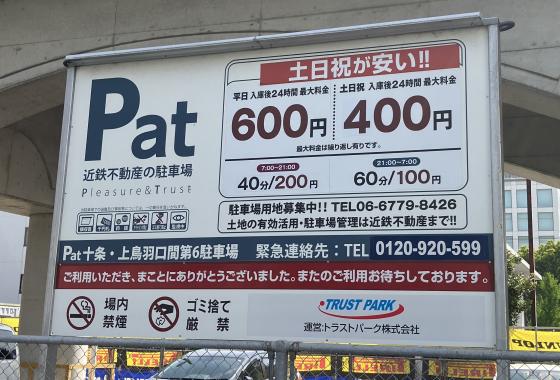 Pat
近鉄不動産の駐車場
Pleasure&Trust
土日祝が安い!!
平日 入庫後24時間 最大料金
600円
土日祝 入庫後24時間 最大料金
400円
最大料金は繰り返し有りです。
7:00~21:00
40分/200円
21:00~7:00
60分/100円
駐車場用地募集中!! TEL06-6779-8426
土地の有効活用・駐車場管理は近鉄不動産まで!!
Pat十条・上鳥羽口間第6駐車場 緊急連絡先:TEL 0120-920-599
ご利用いただき、まことにありがとうございました。またのご利用お待ちしております。
場内
禁煙
ゴミ捨て
厳禁
TRUST PARK
運営:トラストパーク株式会社
DUNLOP